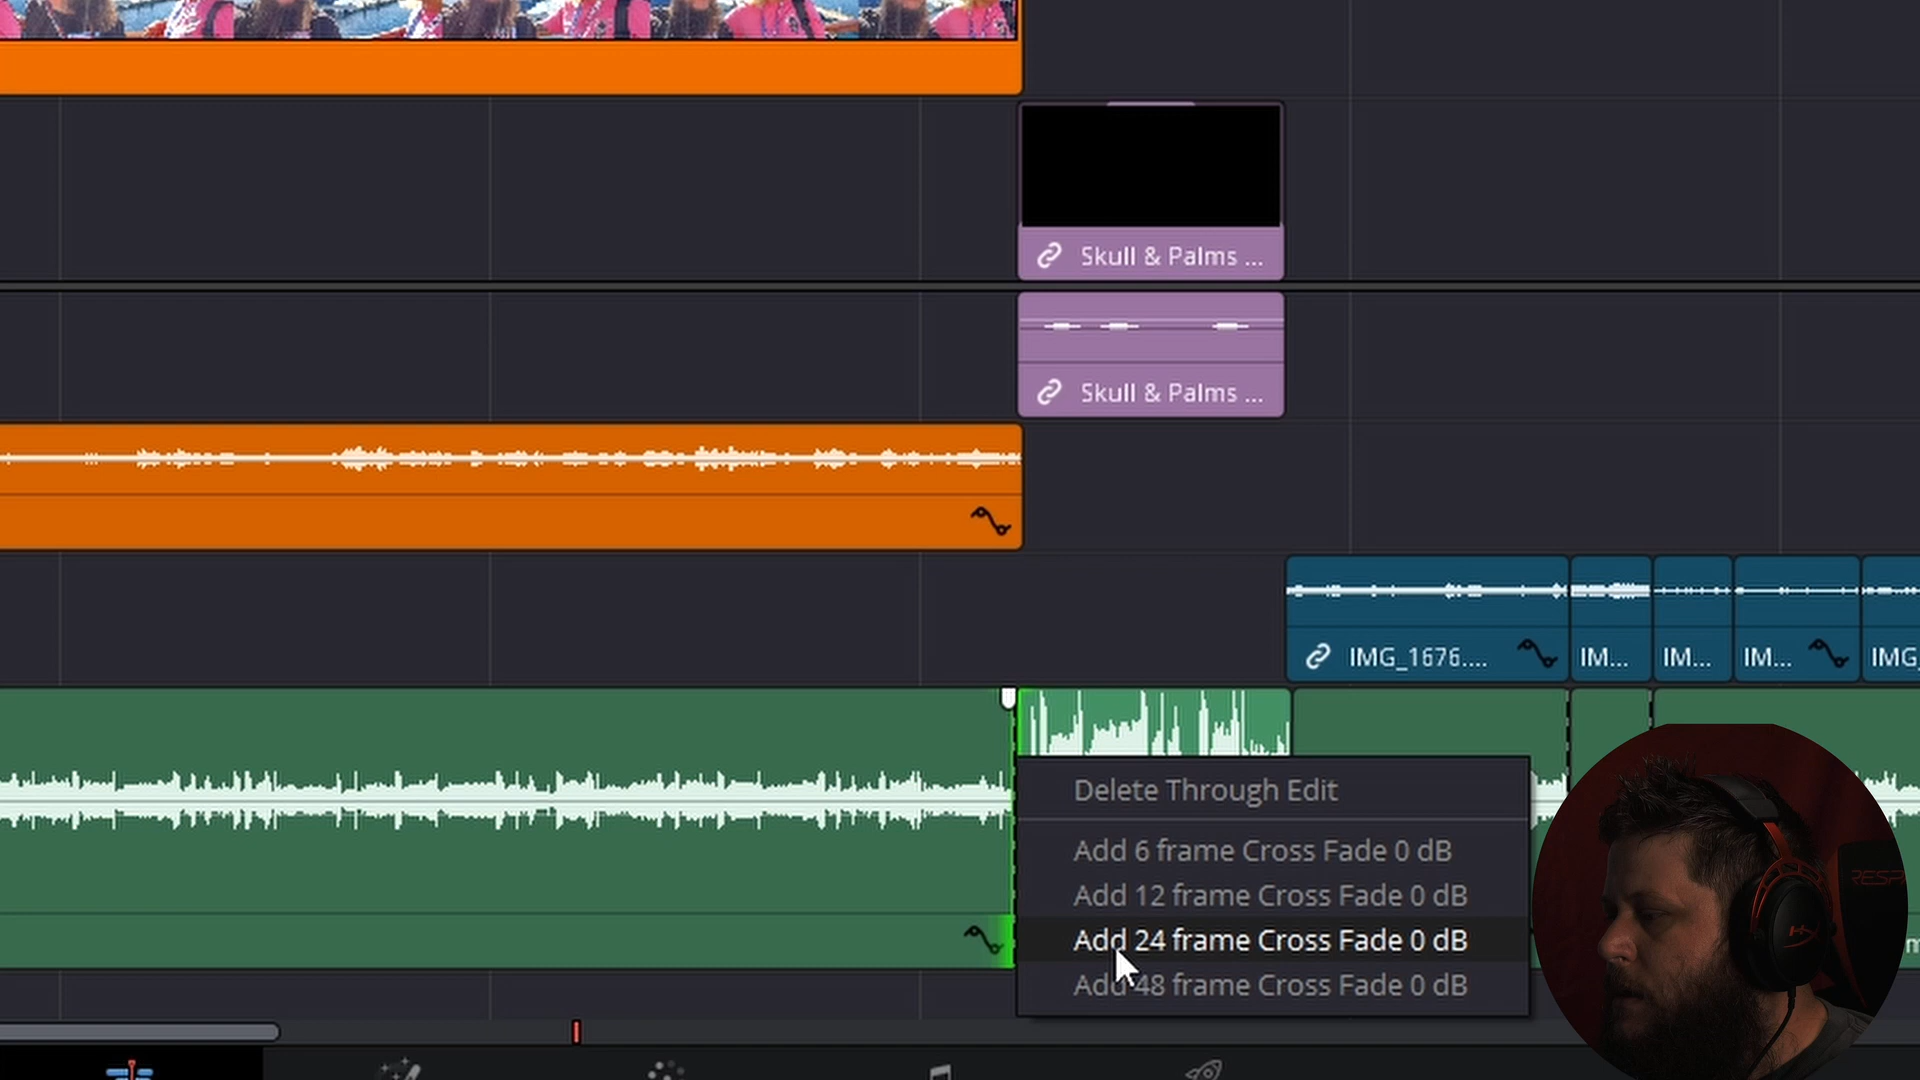 Skull & Palms ...
Skull & Palms ...
IMG_1676....
IM...
IM...
IM...
IMG
Delete Through Edit
Add 6 frame Cross Fade 0 dB
Add 12 frame Cross Fade 0 dB
Add 24 frame Cross Fade 0 dB
Add 48 frame Cross Fade 0 dB